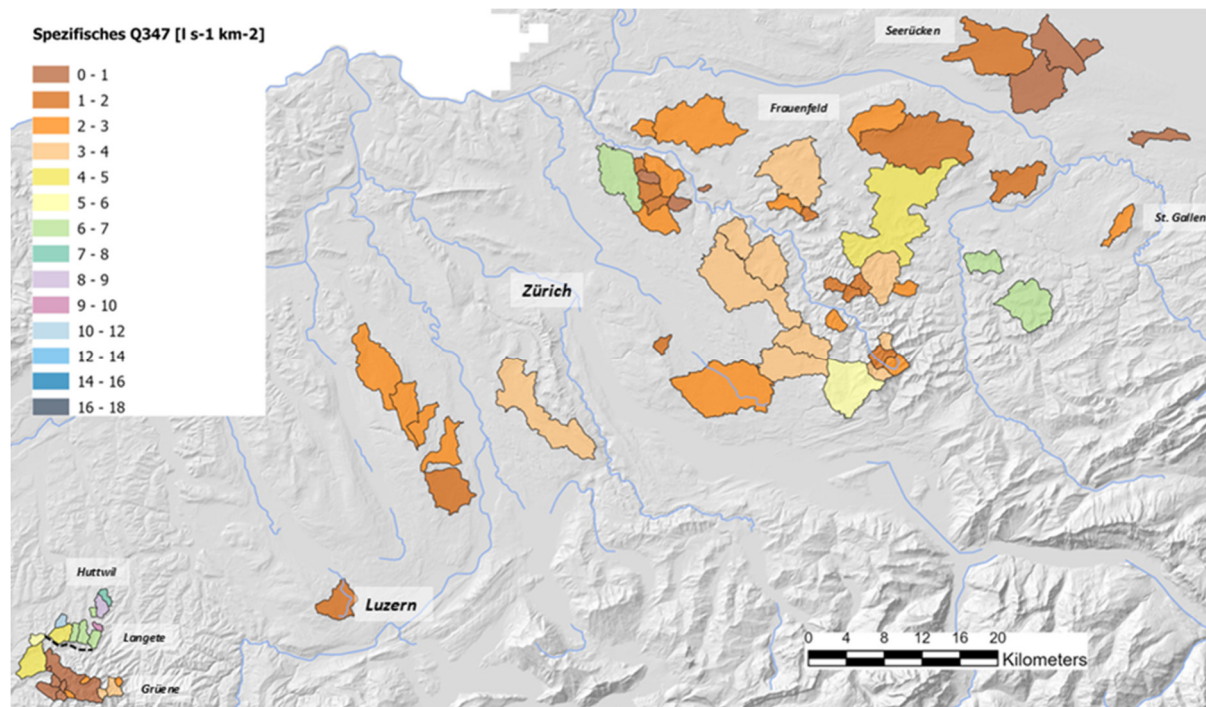 Spezifisches Q347 [l s-1 km-2]
0 - 1
1 - 2
2 - 3
3 - 4
4 - 5
5 - 6
6 - 7
7 - 8
8 - 9
9 - 10
10 - 12
12 - 14
14 - 16
16 - 18
Seerücken
Frauenfeld
St. Gallen
Zürich
Huttwil
Luzern
Langete
Grüene
0 4 8 12 16 20
Kilometers